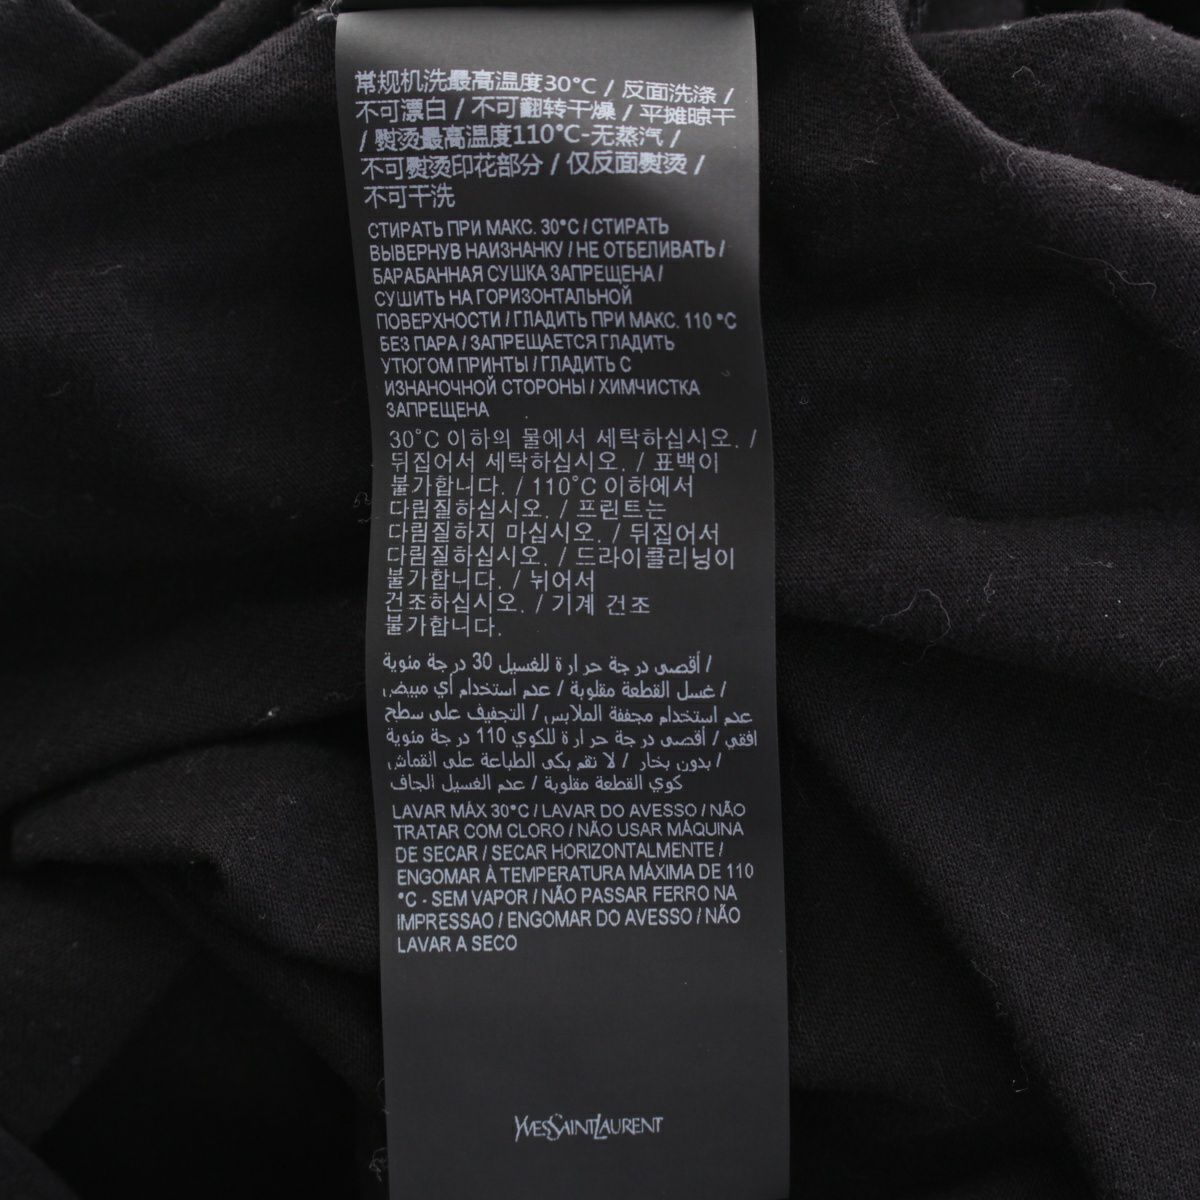 常规机洗最高温度30°C / 反面洗涤 /
不可漂白 / 不可翻转干燥 / 平摊晾干
/ 熨烫最高温度110°C-无蒸汽 /
不可熨烫印花部分 / 仅反面熨烫 /
不可干洗
СТИРАТЬ ПРИ МАКС. 30°C / СТИРАТЬ
ВЫВЕРНУВ НАИЗНАНКУ / НЕ ОТБЕЛИВАТЬ /
БАРАБАННАЯ СУШКА ЗАПРЕЩЕНА /
СУШИТЬ НА ГОРИЗОНТАЛЬНОЙ
ПОВЕРХНОСТИ / ГЛАДИТЬ ПРИ МАКС. 110 °C
БЕЗ ПАРА / ЗАПРЕЩАЕТСЯ ГЛАДИТЬ
УТЮГОМ ПРИНТЫ / ГЛАДИТЬ С
ИЗНАНОЧНОЙ СТОРОНЫ / ХИМЧИСТКА
ЗАПРЕЩЕНА
30°C 이하의 물에서 세탁하십시오. /
뒤집어서 세탁하십시오. / 표백이
불가합니다. / 110°C 이하에서
다림질하십시오. / 프린트는
다림질하지 마십시오. / 뒤집어서
다림질하십시오. / 드라이클리닝이
불가합니다. / 뉘어서
건조하십시오. / 기계 건조
불가합니다.
/ أقصى درجة حرارة للغسيل 30 درجة مئوية
/ غسل القطعة مقلوبة / عدم استخدام أي مبيض
عدم استخدام مجففة الملابس / التجفيف على سطح
افقي / أقصى درجة حرارة للكوي 110 درجة مئوية
/ بدون بخار / لا تقم بكي الطباعة على القماش
كوي القطعة مقلوبة / عدم الغسيل الجاف
LAVAR MÁX 30°C / LAVAR DO AVESSO / NÃO
TRATAR COM CLORO / NÃO USAR MÁQUINA
DE SECAR / SECAR HORIZONTALMENTE /
ENGOMAR À TEMPERATURA MÁXIMA DE 110
°C - SEM VAPOR / NÃO PASSAR FERRO NA
IMPRESSAO / ENGOMAR DO AVESSO / NÃO
LAVAR A SECO
YVESSAINTLAURENT